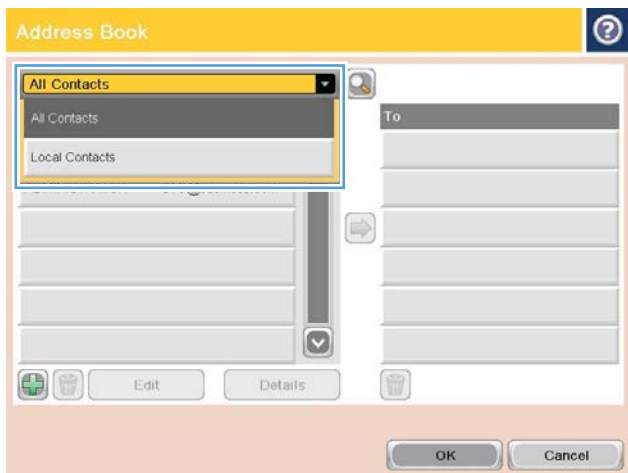 Address Book
All Contacts
All Contacts
To
Local Contacts
Edit
Details
OK
Cancel